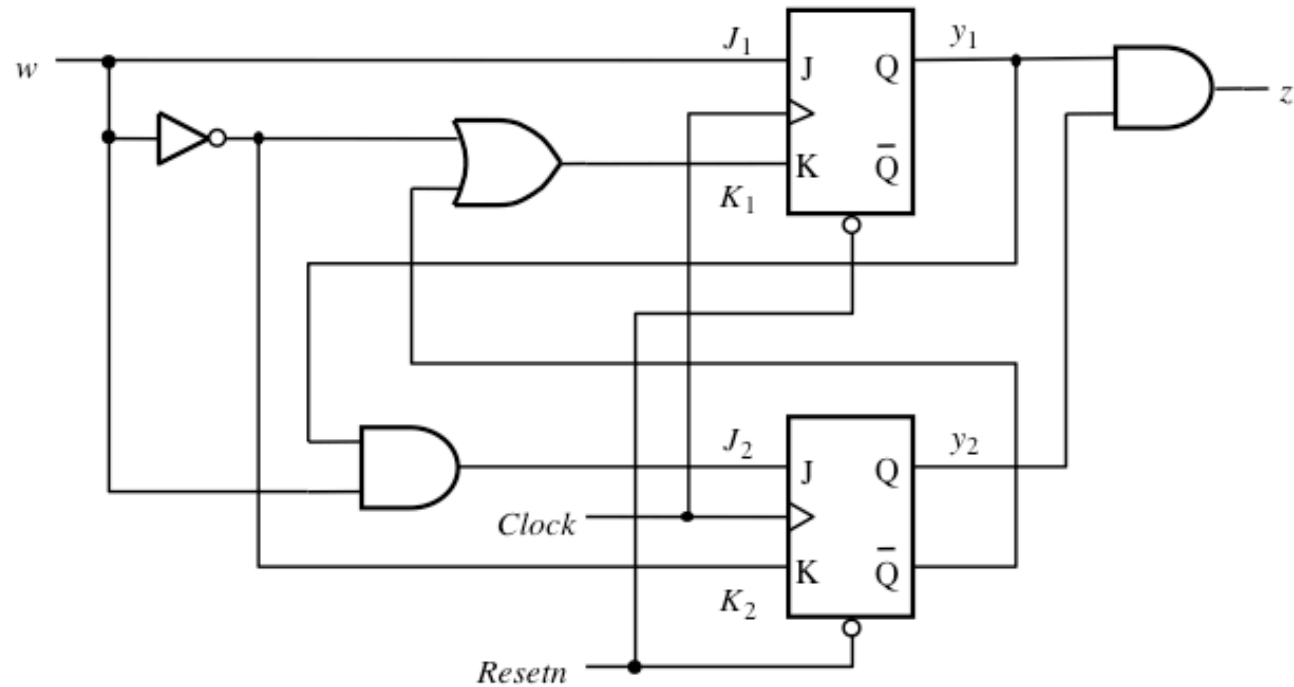 J₁
y₁
w
J Q
z
K Q̅
K₁
J₂
y₂
J Q
Clock
K Q̅
K₂
Resetn